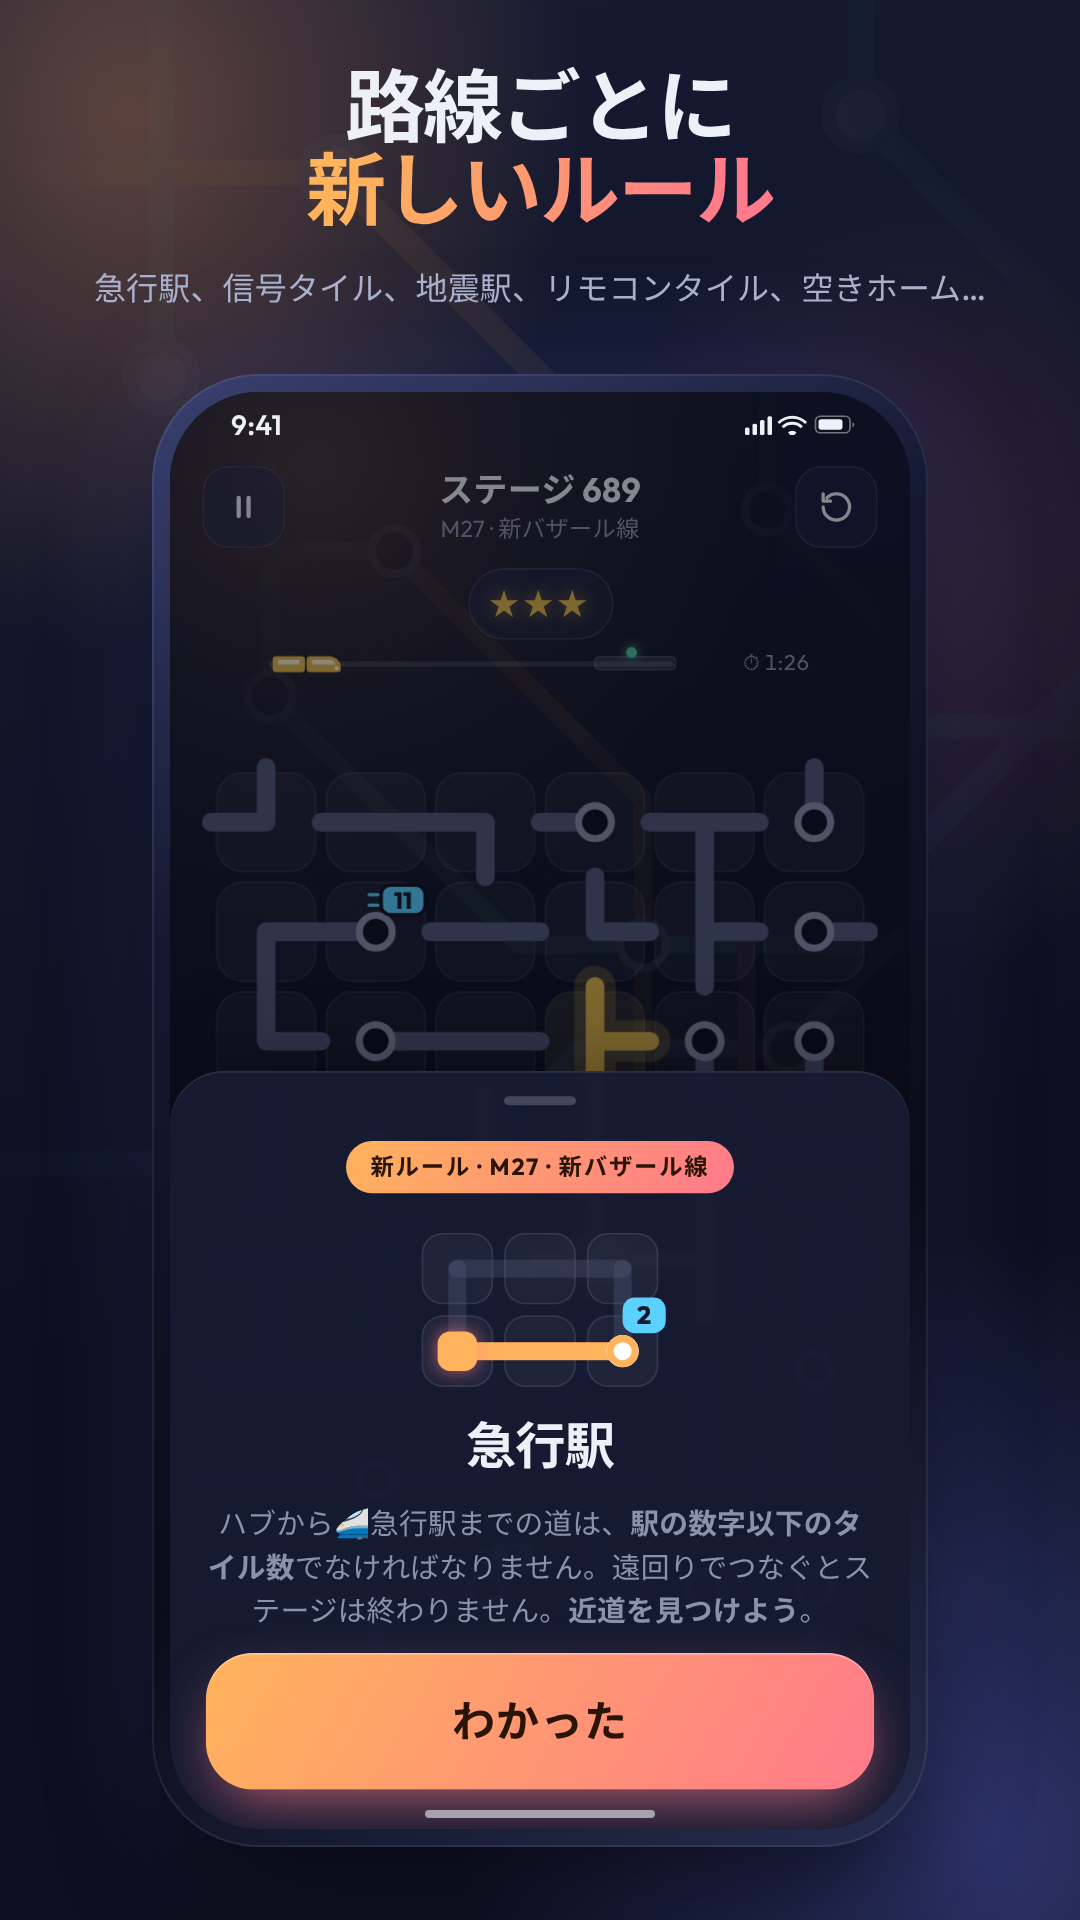 路線ごとに
新しいルール
急行駅、信号タイル、地震駅、リモコンタイル、空きホーム...
9:41
ステージ 689
M27·新バザール線
★★★
⏱ 1:26
11
新ルール · M27 · 新バザール線
2
急行駅
ハブから🚄急行駅までの道は、駅の数字以下のタ
イル数でなければなりません。遠回りでつなぐとス
テージは終わりません。近道を見つけよう。
わかった